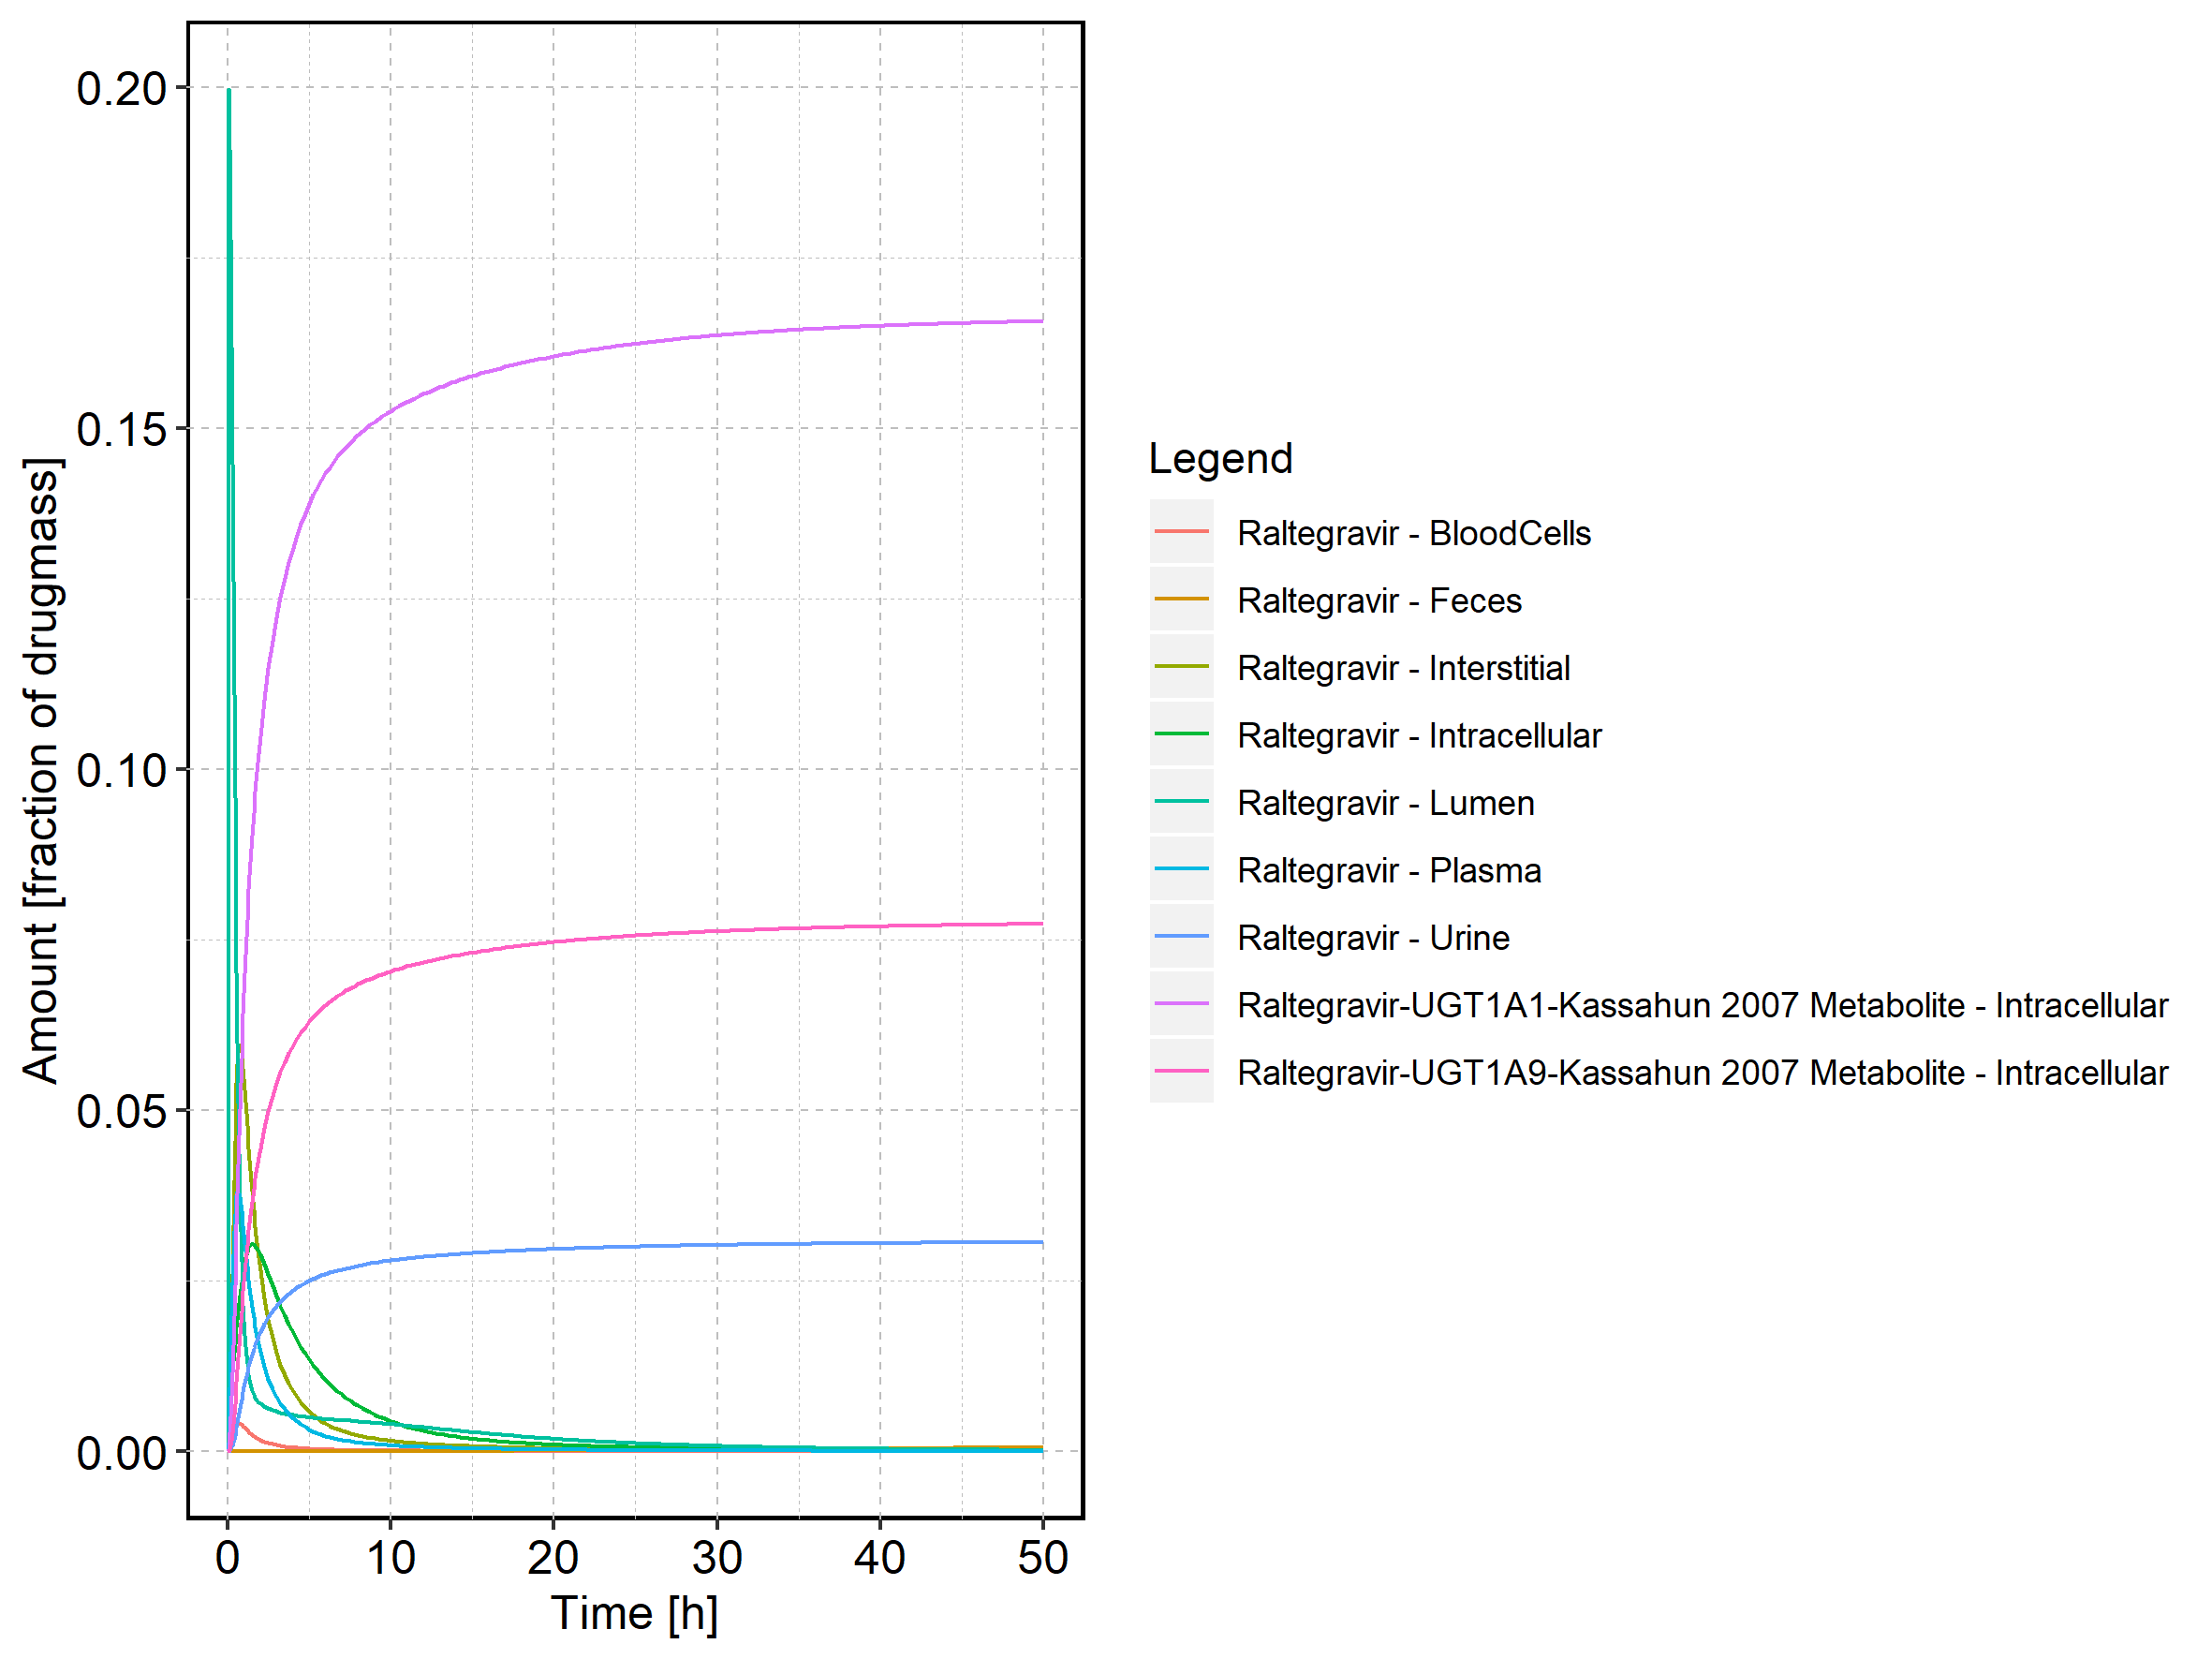 0.20
0.15
0.10
0.05
0.00
Amount [fraction of drugmass]
0 10 20 30 40 50
Time [h]
Legend
Raltegravir - BloodCells
Raltegravir - Feces
Raltegravir - Interstitial
Raltegravir - Intracellular
Raltegravir - Lumen
Raltegravir - Plasma
Raltegravir - Urine
Raltegravir-UGT1A1-Kassahun 2007 Metabolite - Intracellular
Raltegravir-UGT1A9-Kassahun 2007 Metabolite - Intracellular